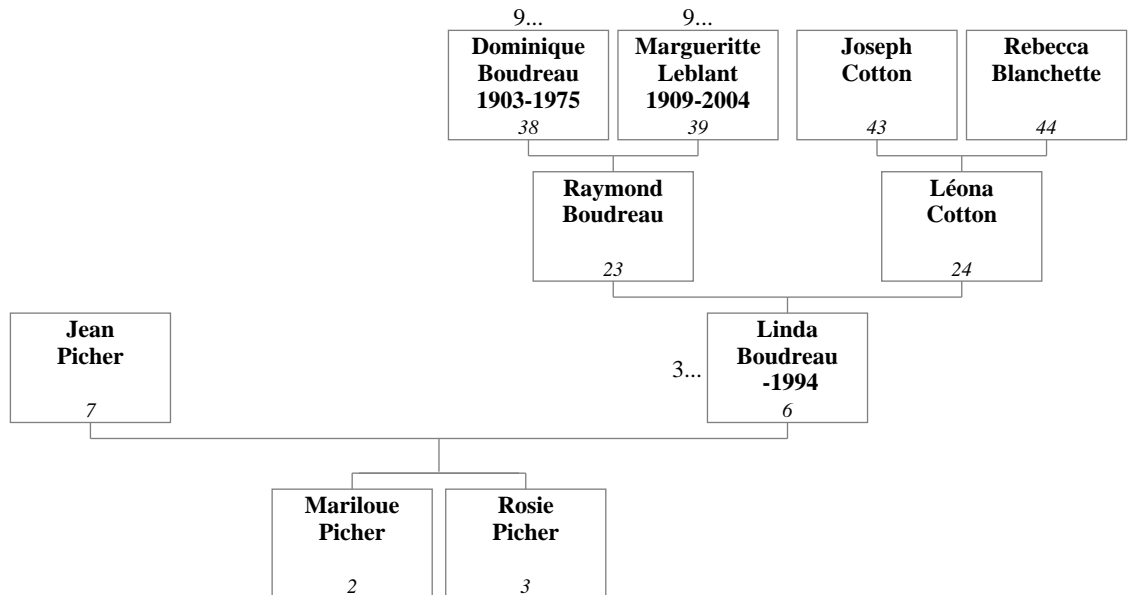 9...
9...
Dominique
Boudreau
1903-1975
38
Margueritte
Leblant
1909-2004
39
Joseph
Cotton
43
Rebecca
Blanchette
44
Raymond
Boudreau
23
Léona
Cotton
24
Jean
Picher
7
3...
Linda
Boudreau
-1994
6
Mariloue
Picher
2
Rosie
Picher
3